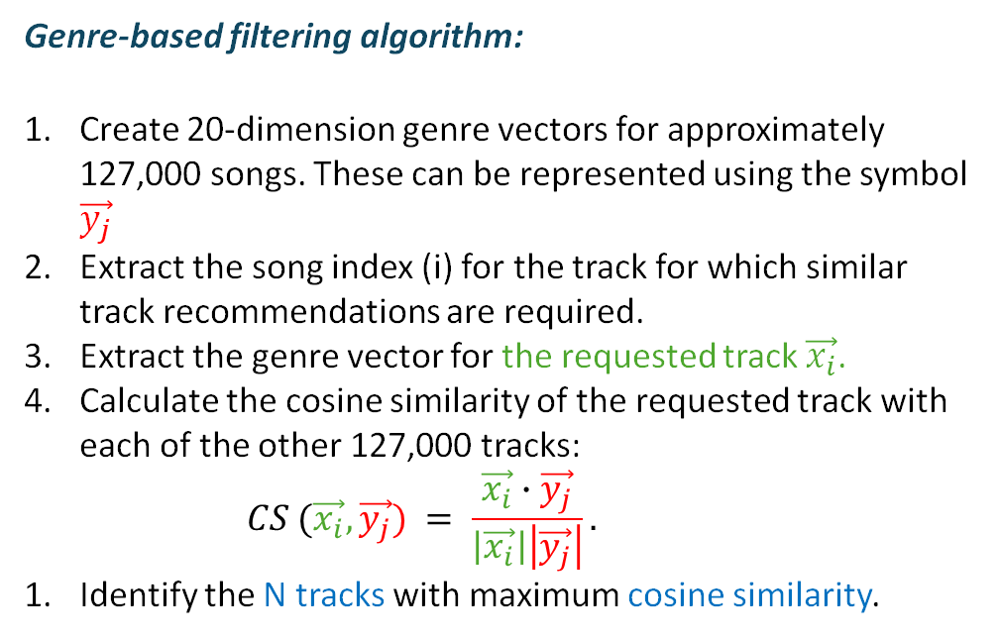 Genre-based filtering algorithm:
1. Create 20-dimension genre vectors for approximately
127,000 songs. These can be represented using the symbol
$\overrightarrow{y_j}$
2. Extract the song index (i) for the track for which similar
track recommendations are required.
3. Extract the genre vector for the requested track $\overrightarrow{x_i}$.
4. Calculate the cosine similarity of the requested track with
each of the other 127,000 tracks:
$CS\,(\overrightarrow{x_i}, \overrightarrow{y_j}) = \frac{\overrightarrow{x_i} \cdot \overrightarrow{y_j}}{|\overrightarrow{x_i}||\overrightarrow{y_j}|}.$
1. Identify the N tracks with maximum cosine similarity.